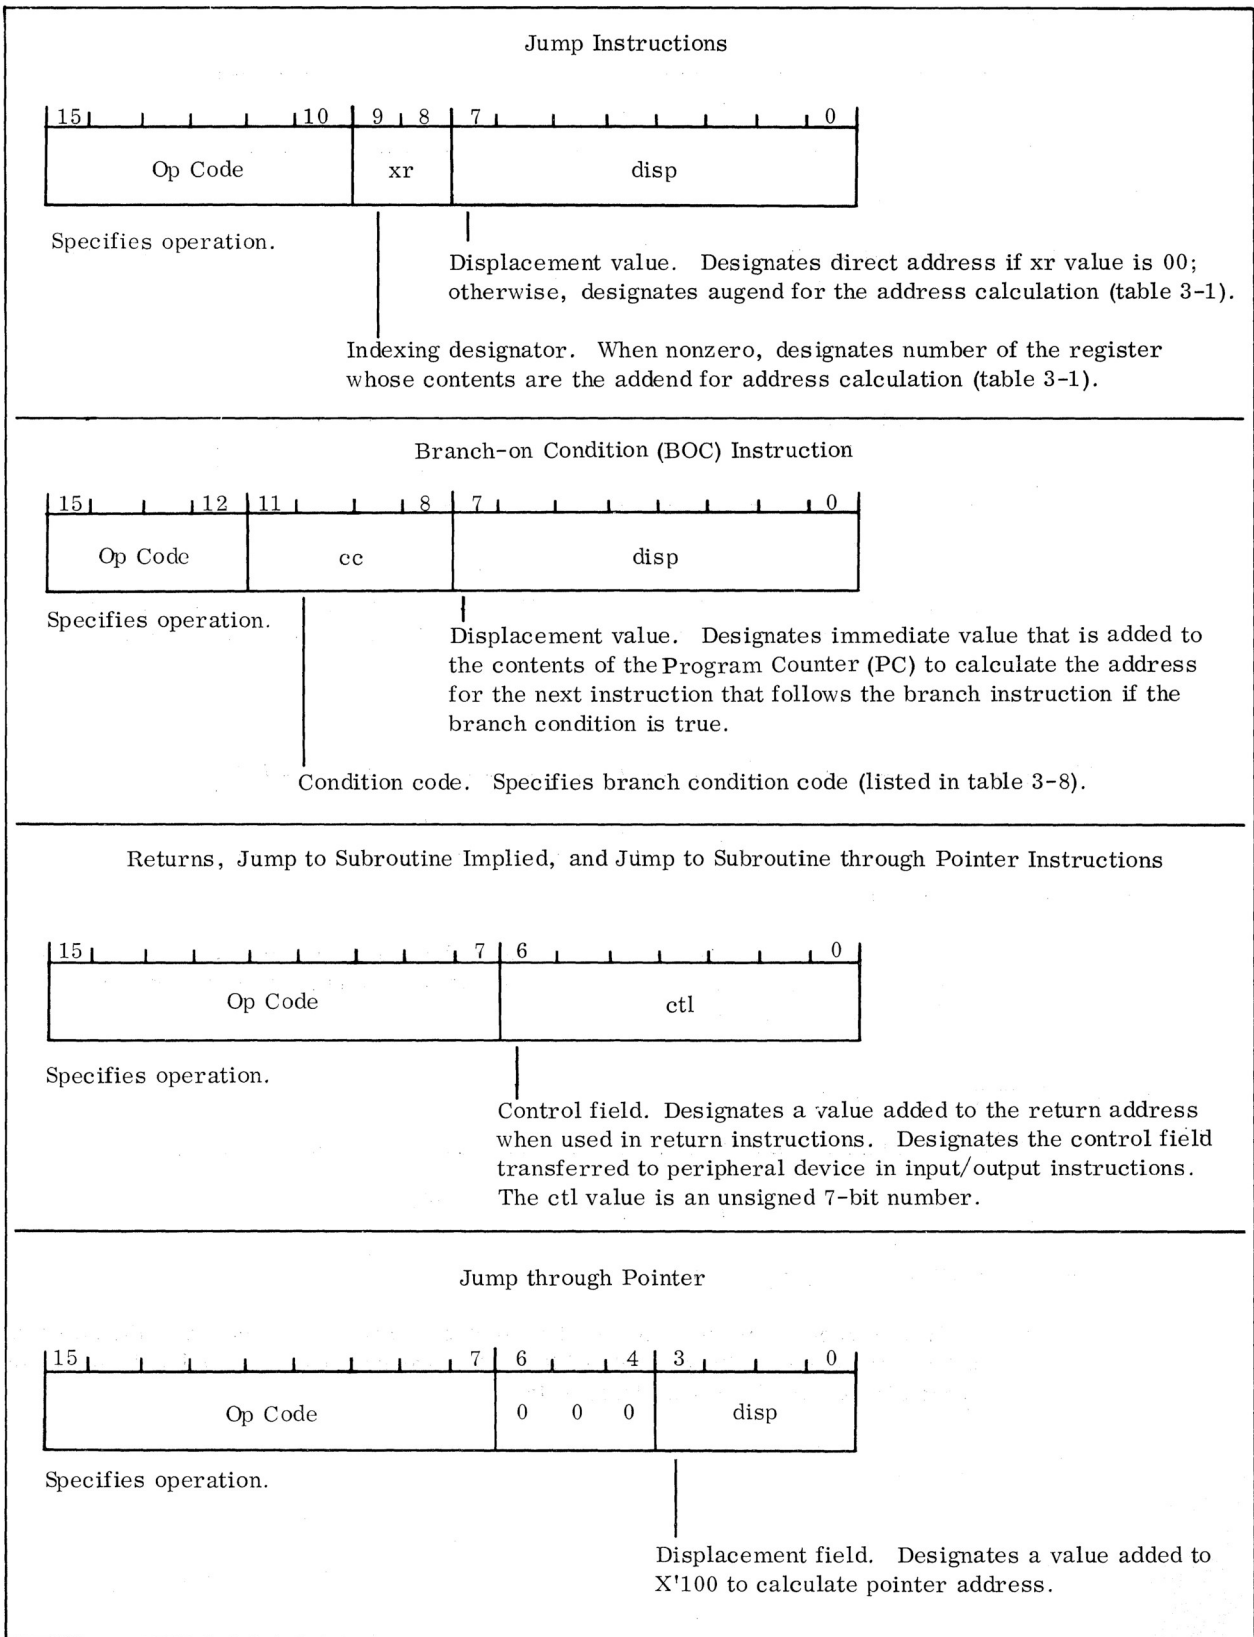 Jump Instructions
15 10 9 8 7 0
Op Code xr disp
Specifies operation.
Displacement value. Designates direct address if xr value is 00;
otherwise, designates augend for the address calculation (table 3-1).
Indexing designator. When nonzero, designates number of the register
whose contents are the addend for address calculation (table 3-1).
Branch-on Condition (BOC) Instruction
15 12 11 8 7 0
Op Code cc disp
Specifies operation.
Displacement value. Designates immediate value that is added to
the contents of the Program Counter (PC) to calculate the address
for the next instruction that follows the branch instruction if the
branch condition is true.
Condition code. Specifies branch condition code (listed in table 3-8).
Returns, Jump to Subroutine Implied, and Jump to Subroutine through Pointer Instructions
15 7 6 0
Op Code ctl
Specifies operation.
Control field. Designates a value added to the return address
when used in return instructions. Designates the control field
transferred to peripheral device in input/output instructions.
The ctl value is an unsigned 7-bit number.
Jump through Pointer
15 7 6 4 3 0
Op Code 0 0 0 disp
Specifies operation.
Displacement field. Designates a value added to
X'100 to calculate pointer address.